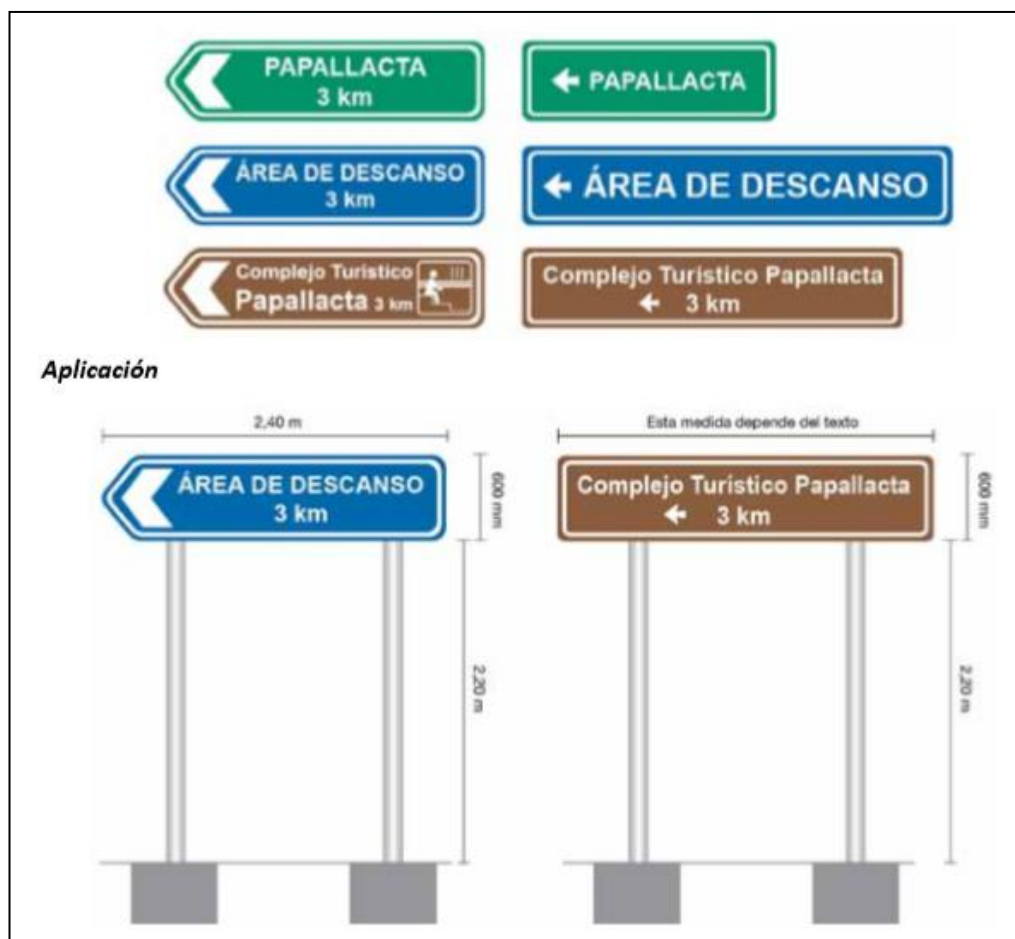 PAPALLACTA
3 km
PAPALLACTA
ÁREA DE DESCANSO
3 km
ÁREA DE DESCANSO
Complejo Turístico
Papallacta 3 km
Complejo Turístico Papallacta
3 km
Aplicación
2,40 m
Esta medida depende del texto
ÁREA DE DESCANSO
3 km
600 mm
Complejo Turístico Papallacta
3 km
600 mm
2,20 m
2,20 m